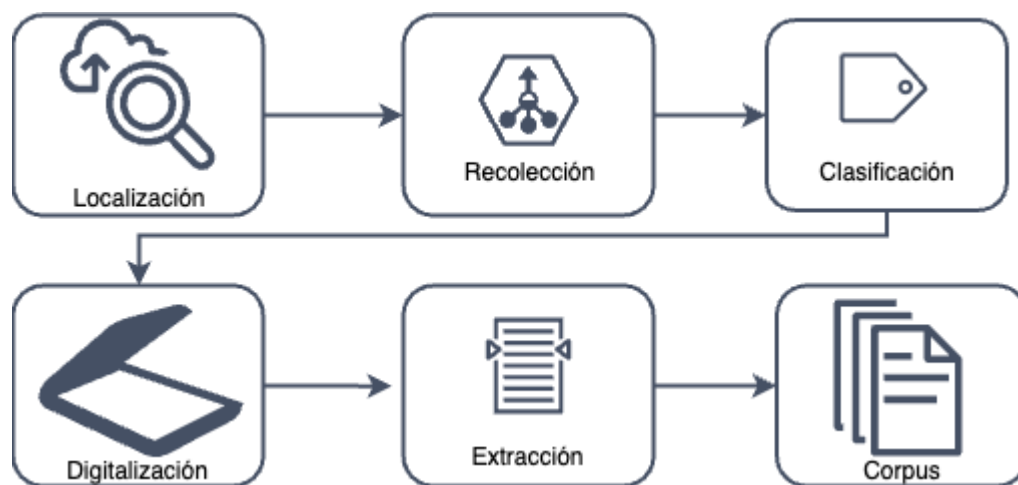 Localización
Recolección
Clasificación
Digitalización
Extracción
Corpus